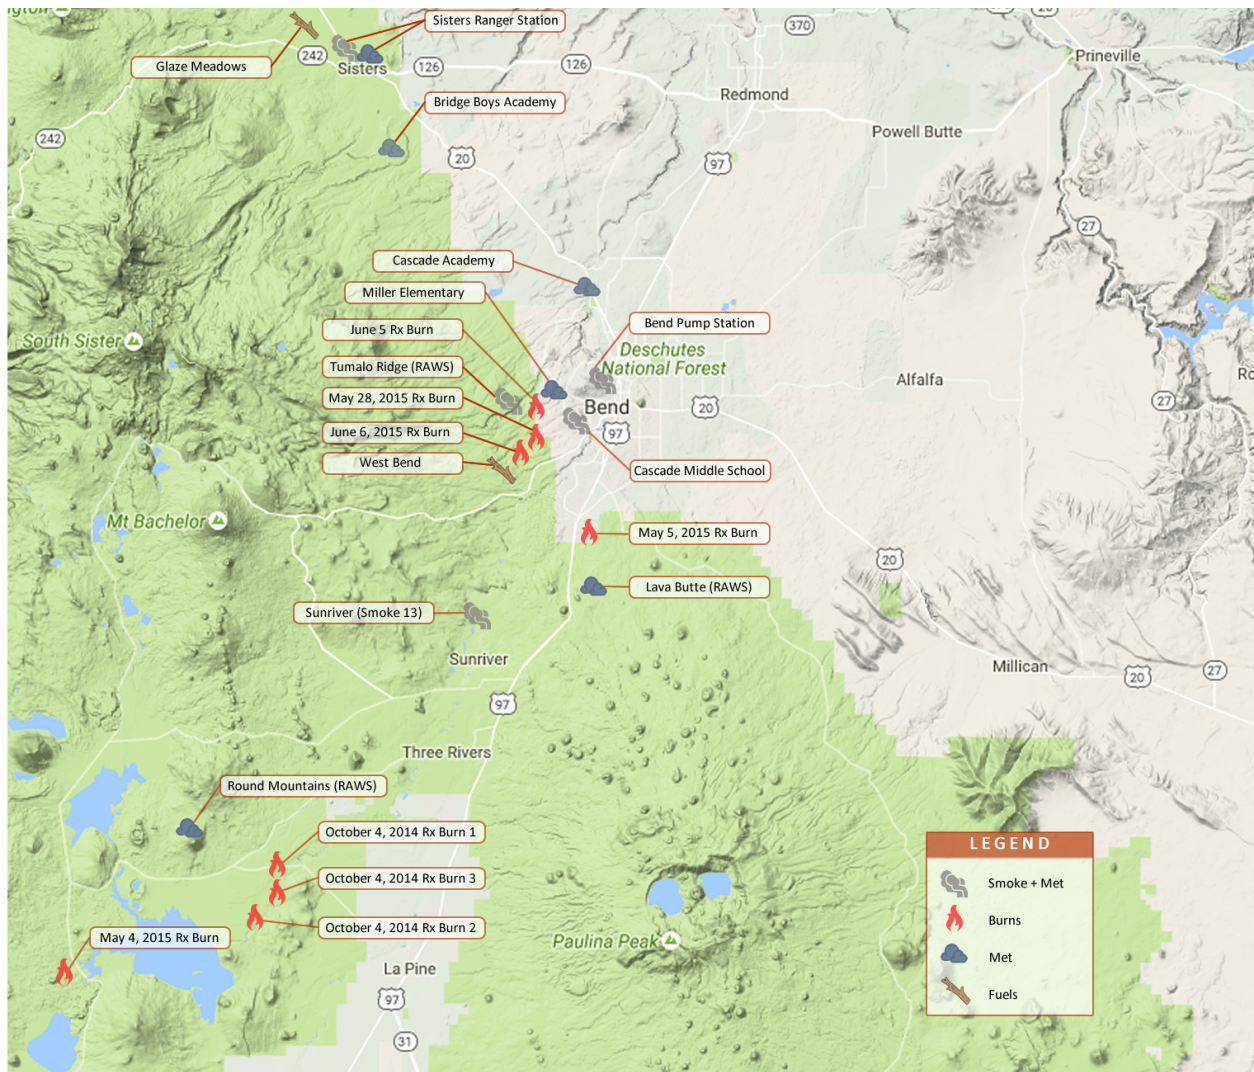 ngton
370
20
Sisters Ranger Station
Prineville
242
Glaze Meadows
Sisters
126
126
Redmond
Bridge Boys Academy
Powell Butte
242
20
97
27
Cascade Academy
Miller Elementary
June 5 Rx Burn
Bend Pump Station
South Sister
Deschutes
National Forest
Tumalo Ridge (RAWS)
Alfalfa
Ro
May 28, 2015 Rx Burn
Bend
20
27
June 6, 2015 Rx Burn
97
West Bend
Cascade Middle School
Mt Bachelor
May 5, 2015 Rx Burn
20
Lava Butte (RAWS)
Sunriver (Smoke 13)
Sunriver
Millican
20
27
97
Three Rivers
Round Mountains (RAWS)
October 4, 2014 Rx Burn 1
October 4, 2014 Rx Burn 3
October 4, 2014 Rx Burn 2
May 4, 2015 Rx Burn
Paulina Peak
La Pine
97
31
LEGEND
Smoke + Met
Burns
Met
Fuels